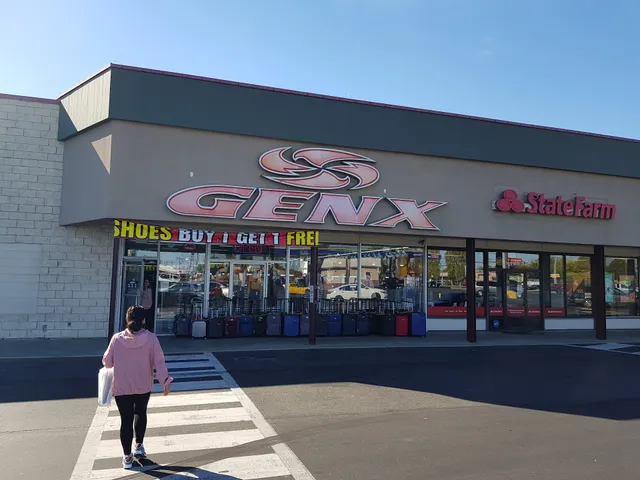 GENX
StateFarm
SHOES BUY 1 GET 1 FREE